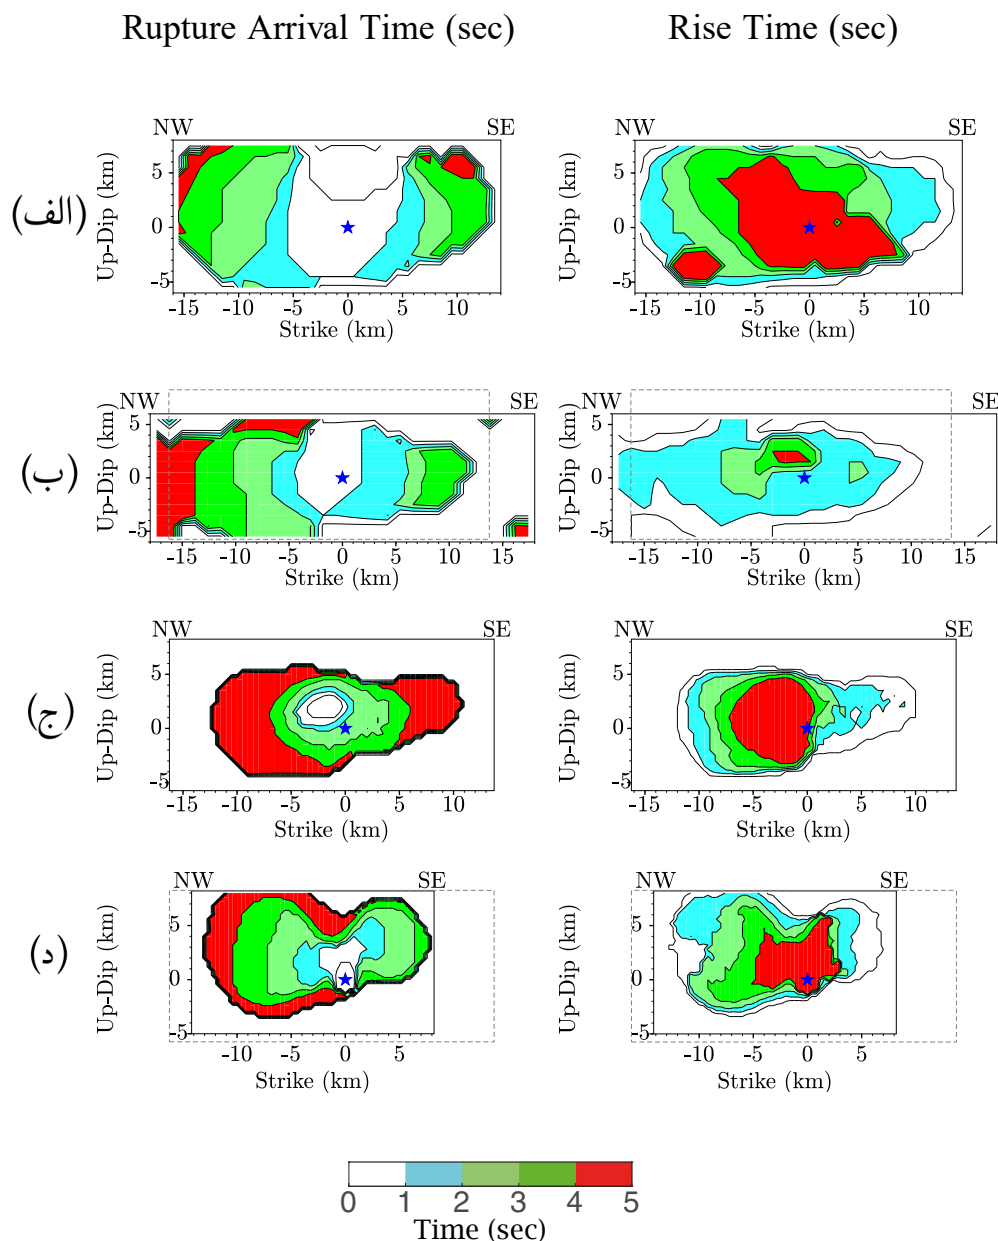 Rupture Arrival Time (sec) Rise Time (sec)
NW SE NW SE
(الف)
Up-Dip (km) 5 0 -5 Up-Dip (km) 5 0 -5
-15 -10 -5 0 5 10 -15 -10 -5 0 5 10
Strike (km) Strike (km)
NW SE NW SE
(ب)
Up-Dip (km) 5 0 -5 Up-Dip (km) 5 0 -5
-15 -10 -5 0 5 10 15 -15 -10 -5 0 5 10 15
Strike (km) Strike (km)
NW SE NW SE
(ج)
Up-Dip (km) 5 0 -5 Up-Dip (km) 5 0 -5
-15 -10 -5 0 5 10 -15 -10 -5 0 5 10
Strike (km) Strike (km)
NW SE NW SE
(د)
Up-Dip (km) 5 0 -5 Up-Dip (km) 5 0 -5
-10 -5 0 5 -10 -5 0 5
Strike (km) Strike (km)
0 1 2 3 4 5
Time (sec)